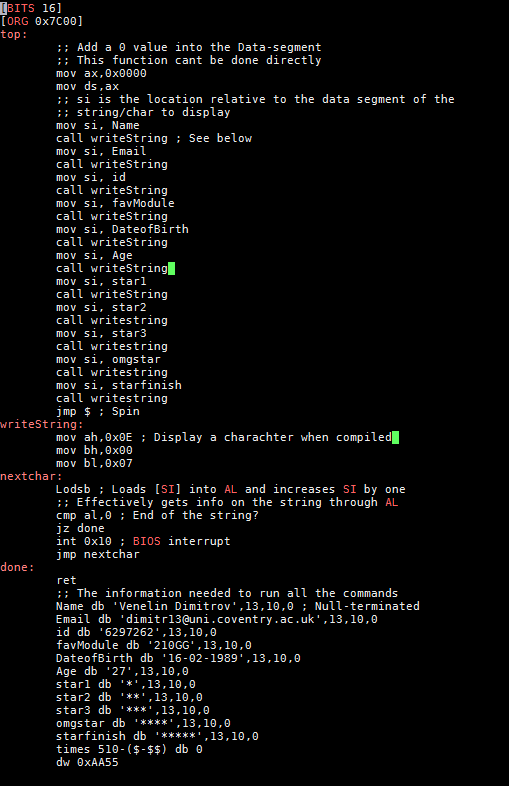 [BITS 16]
[ORG 0x7C00]
top:
        ;; Add a 0 value into the Data-segment
        ;; This function cant be done directly
        mov ax,0x0000
        mov ds,ax
        ;; si is the location relative to the data segment of the
        ;; string/char to display
        mov si, Name
        call writeString ; See below
        mov si, Email
        call writeString
        mov si, id
        call writeString
        mov si, favModule
        call writeString
        mov si, DateofBirth
        call writeString
        mov si, Age
        call writeString
        mov si, star1
        call writeString
        mov si, star2
        call writestring
        mov si, star3
        call writestring
        mov si, omgstar
        call writestring
        mov si, starfinish
        call writestring
        jmp $ ; Spin
writeString:
        mov ah,0x0E ; Display a charachter when compiled
        mov bh,0x00
        mov bl,0x07
nextchar:
        Lodsb ; Loads [SI] into AL and increases SI by one
        ;; Effectively gets info on the string through AL
        cmp al,0 ; End of the string?
        jz done
        int 0x10 ; BIOS interrupt
        jmp nextchar
done:
        ret
        ;; The information needed to run all the commands
        Name db 'Venelin Dimitrov',13,10,0 ; Null-terminated
        Email db 'dimitr13@uni.coventry.ac.uk',13,10,0
        id db '6297262',13,10,0
        favModule db '210GG',13,10,0
        DateofBirth db '16-02-1989',13,10,0
        Age db '27',13,10,0
        star1 db '*',13,10,0
        star2 db '**',13,10,0
        star3 db '***',13,10,0
        omgstar db '****',13,10,0
        starfinish db '*****',13,10,0
        times 510-($-$$) db 0
        dw 0xAA55